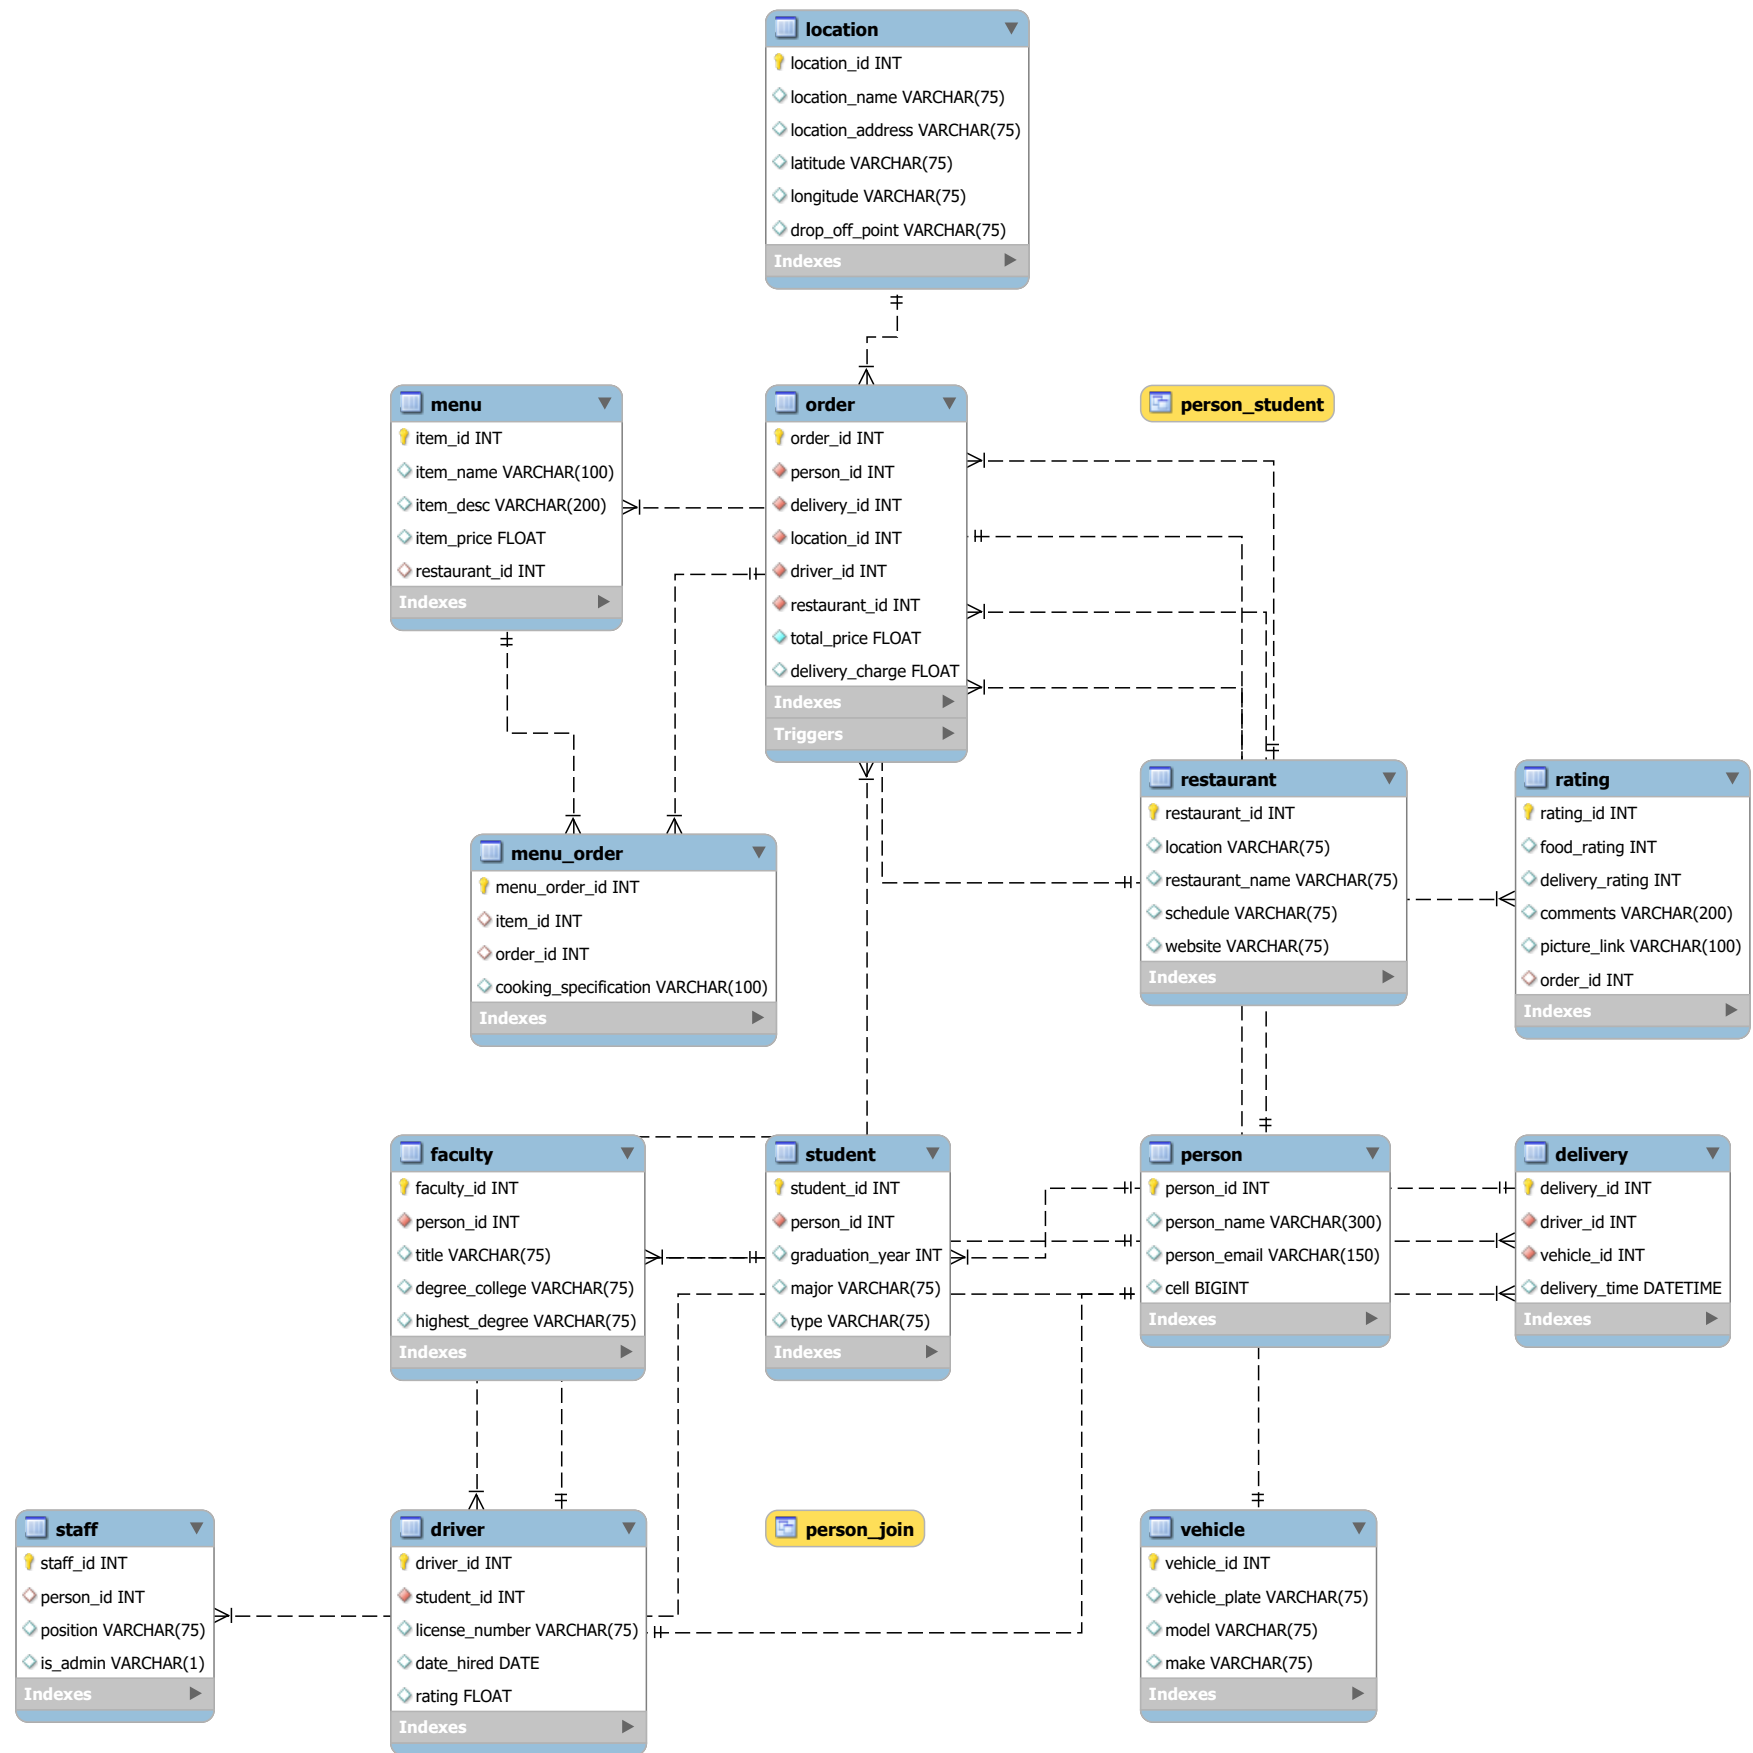 location
location_id INT
location_name VARCHAR(75)
location_address VARCHAR(75)
latitude VARCHAR(75)
longitude VARCHAR(75)
drop_off_point VARCHAR(75)
Indexes
menu
item_id INT
item_name VARCHAR(100)
item_desc VARCHAR(200)
item_price FLOAT
restaurant_id INT
Indexes
order
order_id INT
person_id INT
delivery_id INT
location_id INT
driver_id INT
restaurant_id INT
total_price FLOAT
delivery_charge FLOAT
Indexes
Triggers
person_student
menu_order
menu_order_id INT
item_id INT
order_id INT
cooking_specification VARCHAR(100)
Indexes
restaurant
restaurant_id INT
location VARCHAR(75)
restaurant_name VARCHAR(75)
schedule VARCHAR(75)
website VARCHAR(75)
Indexes
rating
rating_id INT
food_rating INT
delivery_rating INT
comments VARCHAR(200)
picture_link VARCHAR(100)
order_id INT
Indexes
faculty
faculty_id INT
person_id INT
title VARCHAR(75)
degree_college VARCHAR(75)
highest_degree VARCHAR(75)
Indexes
student
student_id INT
person_id INT
graduation_year INT
major VARCHAR(75)
type VARCHAR(75)
Indexes
person
person_id INT
person_name VARCHAR(300)
person_email VARCHAR(150)
cell BIGINT
Indexes
delivery
delivery_id INT
driver_id INT
vehicle_id INT
delivery_time DATETIME
Indexes
staff
staff_id INT
person_id INT
position VARCHAR(75)
is_admin VARCHAR(1)
Indexes
driver
driver_id INT
student_id INT
license_number VARCHAR(75)
date_hired DATE
rating FLOAT
Indexes
person_join
vehicle
vehicle_id INT
vehicle_plate VARCHAR(75)
model VARCHAR(75)
make VARCHAR(75)
Indexes